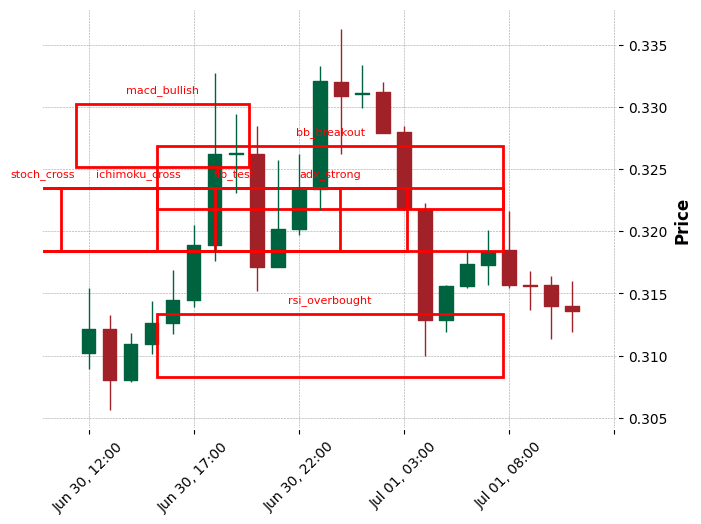 macd_bullish
bb_breakout
stoch_cross
ichimoku_cross
adx_strong
rsi_overbought
0.335
0.330
0.325
0.320
0.315
0.310
0.305
Price
Jun 30, 12:00
Jun 30, 17:00
Jun 30, 22:00
Jul 01, 03:00
Jul 01, 08:00